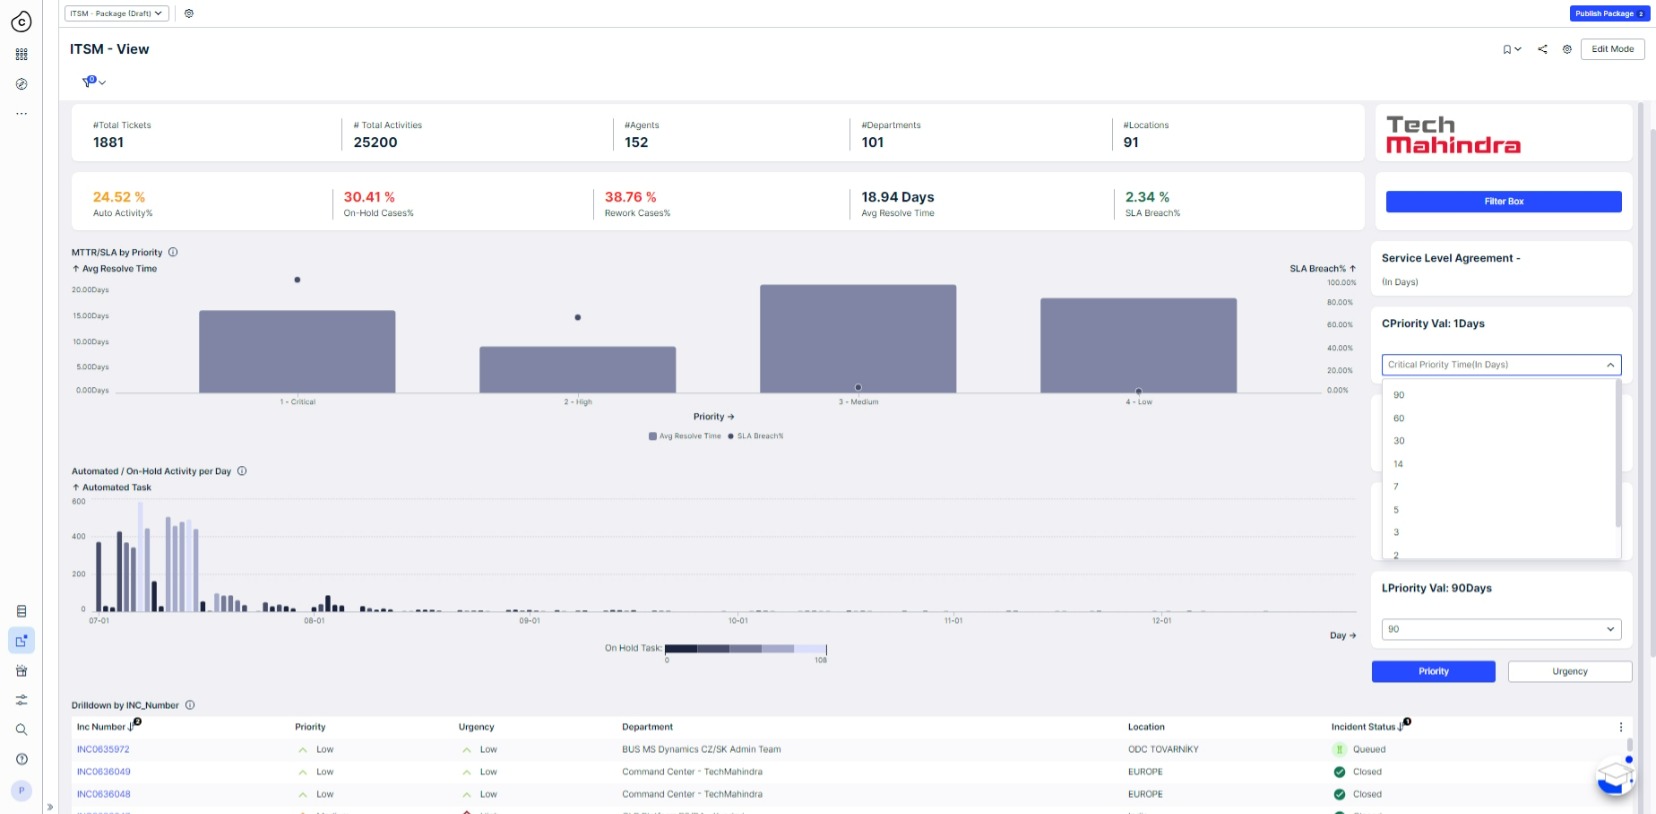 C
ITSM - Package (Draft)
Publish Package 2
ITSM - View
Edit Mode
0
#Total Tickets
1881
# Total Activities
25200
#Agents
152
#Departments
101
#Locations
91
Tech
Mahindra
24.52 %
Auto Activity%
30.41 %
On-Hold Cases%
38.76 %
Rework Cases%
18.94 Days
Avg Resolve Time
2.34 %
SLA Breach%
Filter Box
MTTR/SLA by Priority
↑ Avg Resolve Time
SLA Breach% ↑
20.00Days
15.00Days
10.00Days
5.00Days
0.00Days
100.00%
80.00%
60.00%
40.00%
20.00%
0.00%
1 - Critical
2 - High
3 - Medium
4 - Low
Priority →
Avg Resolve Time
SLA Breach%
Service Level Agreement -
(In Days)
CPriority Val: 1Days
Critical Priority Time(In Days)
90
60
30
14
7
5
3
2
LPriority Val: 90Days
90
Priority
Urgency
Automated / On-Hold Activity per Day
↑ Automated Task
600
400
200
0
07-01
08-01
09-01
10-01
11-01
12-01
Day →
On Hold Task:
0
108
Drilldown by INC_Number
Inc Number 2
Priority
Urgency
Department
Location
Incident Status 1
INC0635972
Low
Low
BUS MS Dynamics CZ/SK Admin Team
ODC TOVARNÍKY
Queued
INC0636049
Low
Low
Command Center - TechMahindra
EUROPE
Closed
INC0636048
Low
Low
Command Center - TechMahindra
EUROPE
Closed
P